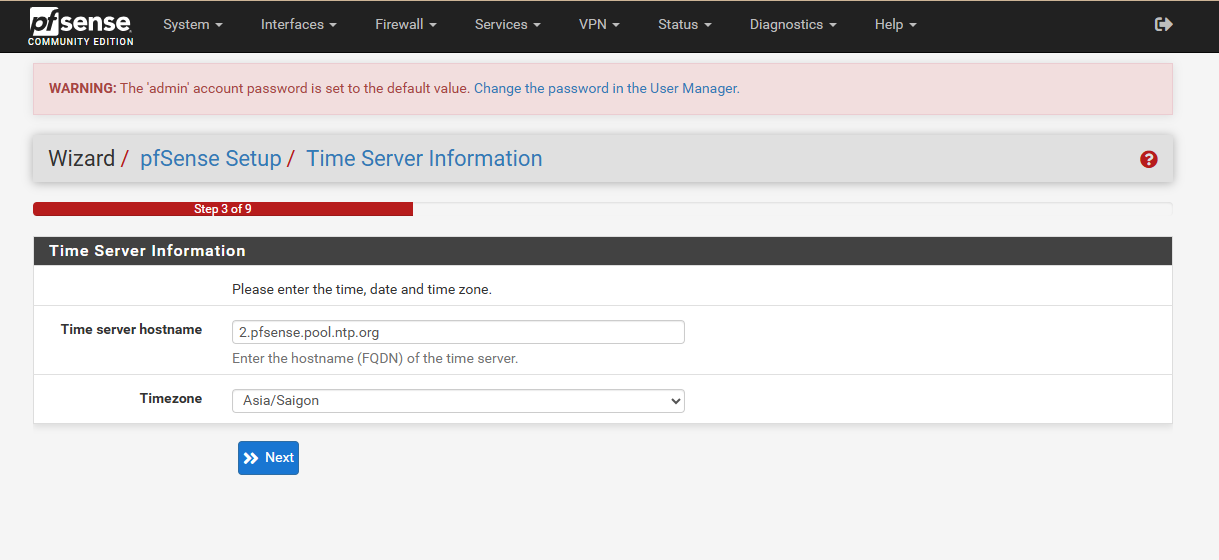 pfsense
COMMUNITY EDITION
System Interfaces Firewall Services VPN Status Diagnostics Help
WARNING: The 'admin' account password is set to the default value. Change the password in the User Manager.
Wizard / pfSense Setup / Time Server Information
Step 3 of 9
Time Server Information
Please enter the time, date and time zone.
Time server hostname 2.pfsense.pool.ntp.org
Enter the hostname (FQDN) of the time server.
Timezone Asia/Saigon
Next